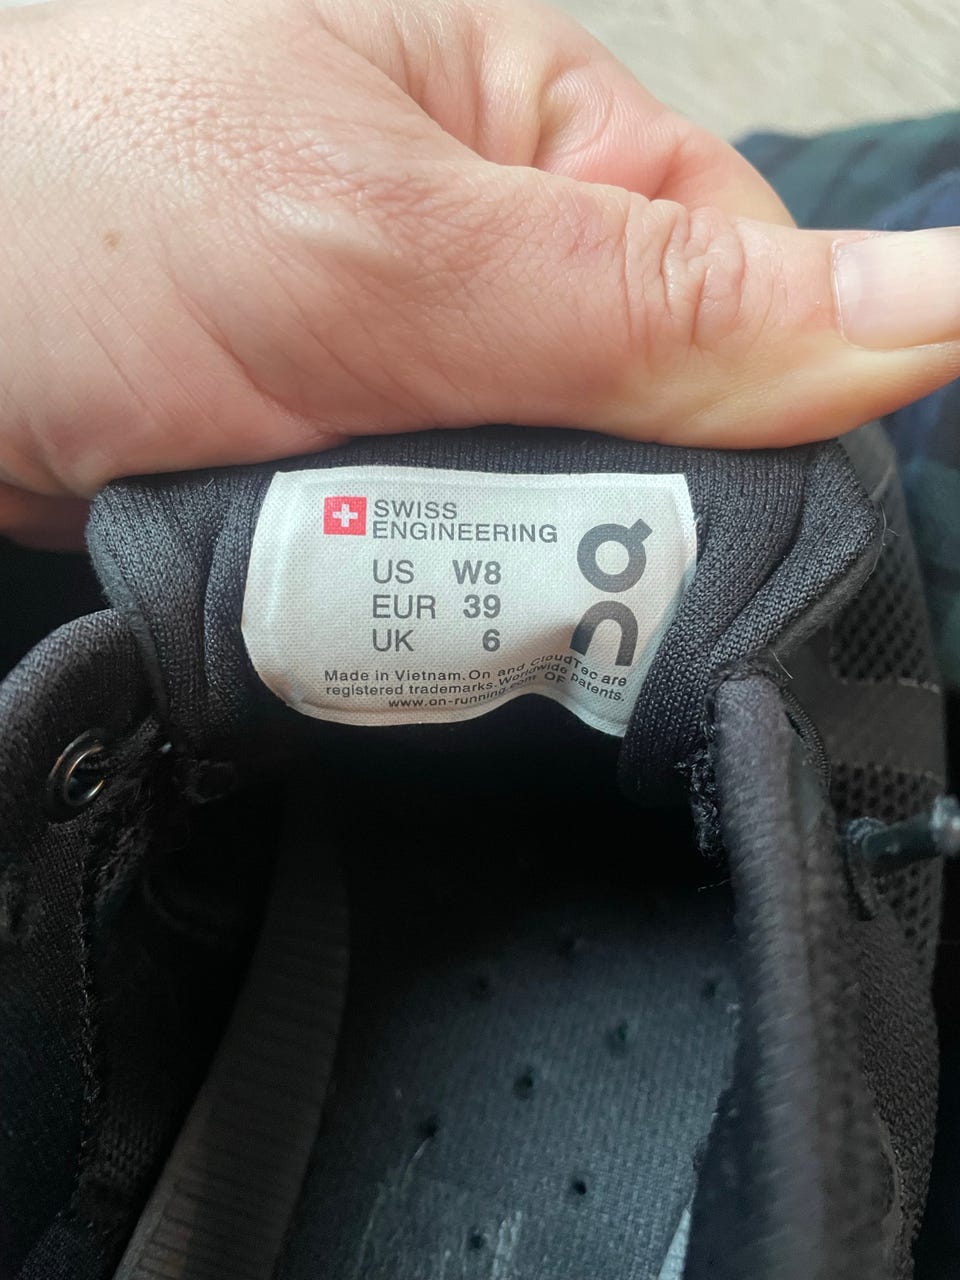 SWISS
ENGINEERING
US W8
EUR 39
UK 6
On
Made in Vietnam. On and CloudTec are
registered trademarks. Worldwide patents.
www.on-running.com